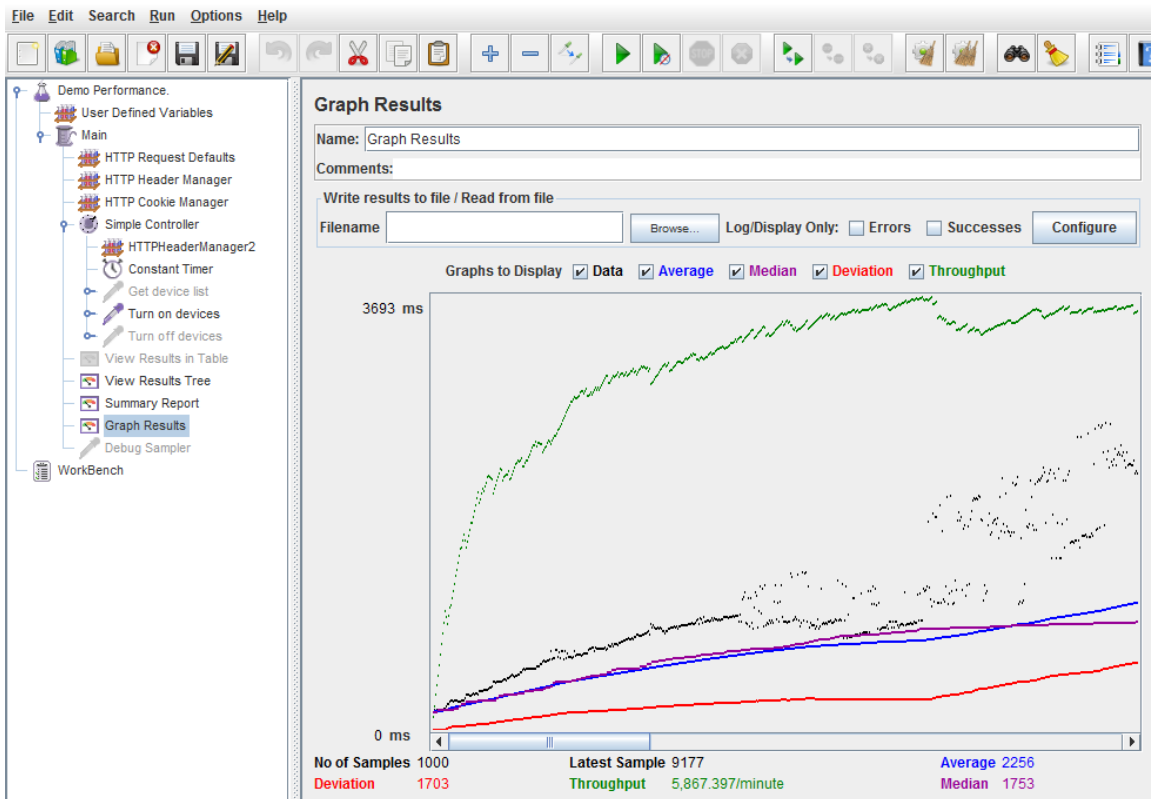 File Edit Search Run Options Help
STOP
Demo Performance.
User Defined Variables
Main
HTTP Request Defaults
HTTP Header Manager
HTTP Cookie Manager
Simple Controller
HTTPHeaderManager2
Constant Timer
Get device list
Turn on devices
Turn off devices
View Results in Table
View Results Tree
Summary Report
Graph Results
Debug Sampler
WorkBench
Graph Results
Name: Graph Results
Comments:
Write results to file / Read from file
Filename Browse... Log/Display Only: Errors Successes Configure
Graphs to Display Data Average Median Deviation Throughput
3693 ms
0 ms
No of Samples 1000 Latest Sample 9177 Average 2256
Deviation 1703 Throughput 5,867.397/minute Median 1753